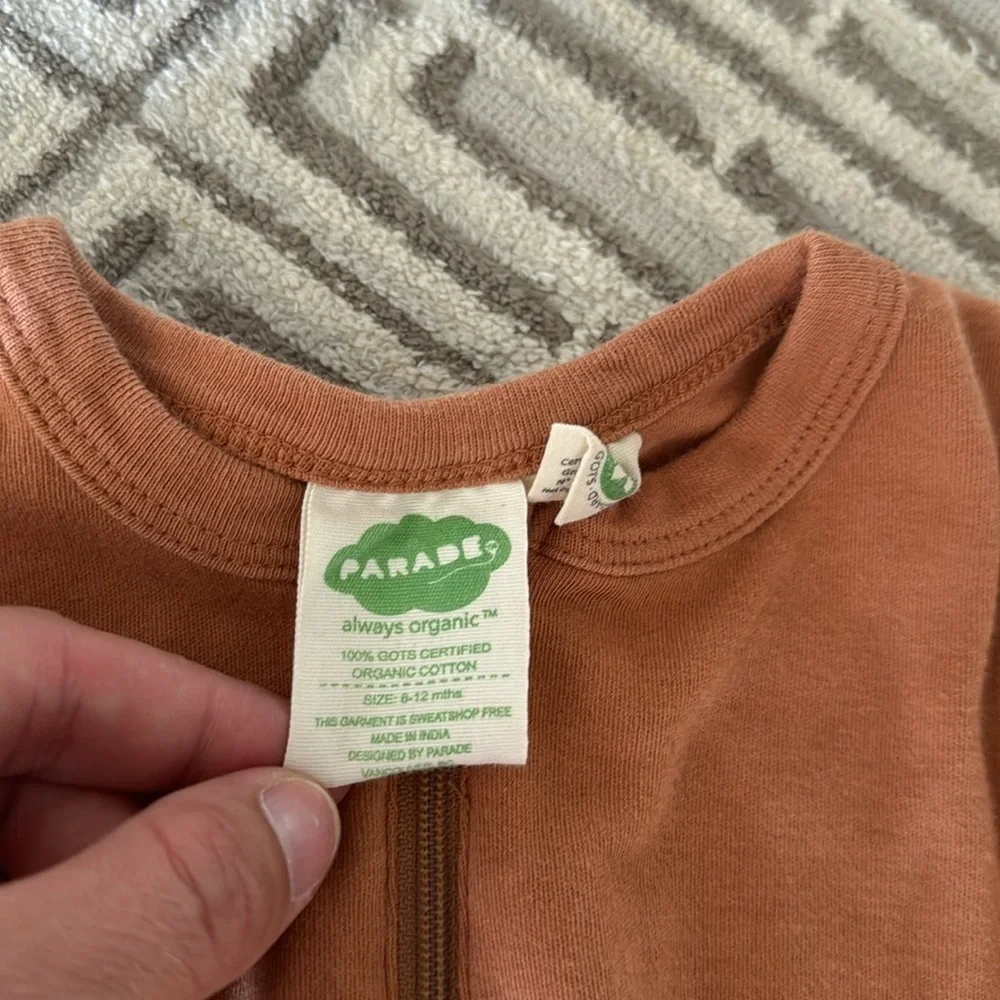 PARADE
always organic™
100% GOTS CERTIFIED
ORGANIC COTTON
SIZE: 6-12 mths
THIS GARMENT IS SWEATSHOP FREE
MADE IN INDIA
DESIGNED BY PARADE
GOTS